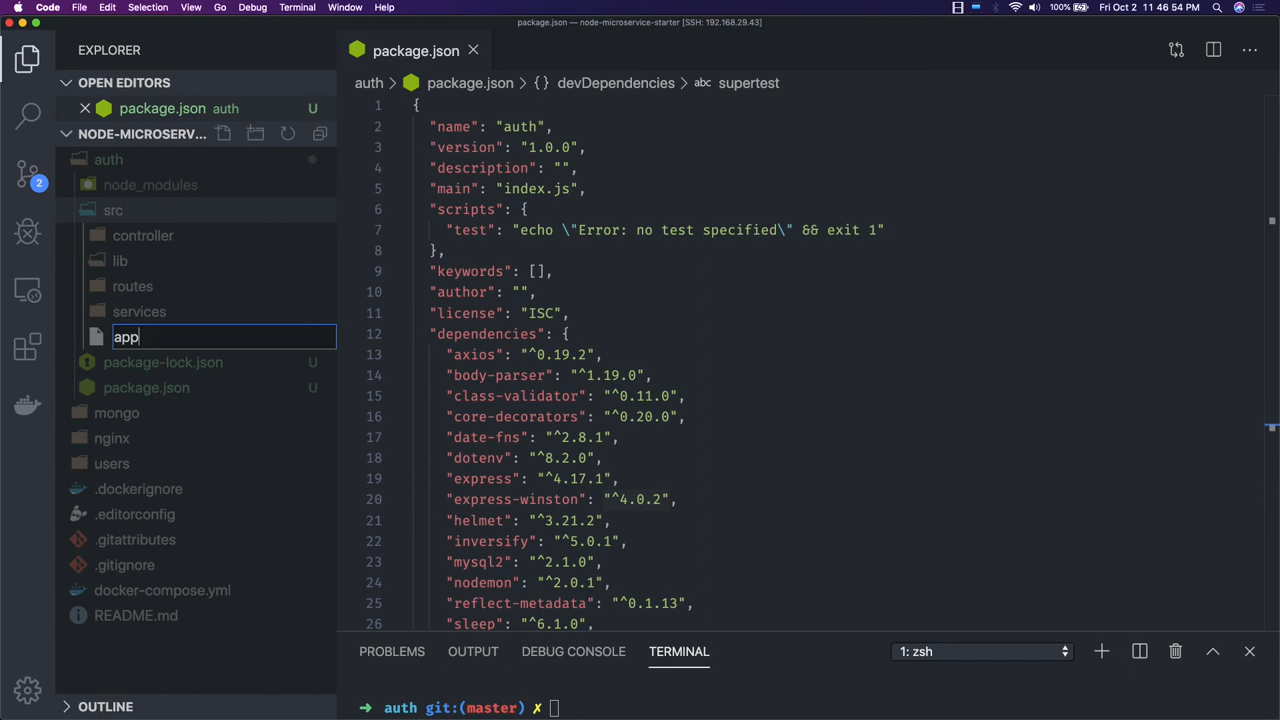 Code File Edit Selection View Go Debug Terminal Window Help 100% Fri Oct 2 11 46 54 PM
package.json — node-microservice-starter [SSH: 192.168.29.43]
EXPLORER
OPEN EDITORS
package.json auth U
NODE-MICROSERV...
auth
node_modules
src
controller
lib
routes
services
app
package-lock.json U
package.json U
mongo
nginx
users
.dockerignore
.editorconfig
.gitattributes
.gitignore
docker-compose.yml
README.md
OUTLINE
2
package.json
auth > package.json > {} devDependencies > abc supertest
1 {
2 "name": "auth",
3 "version": "1.0.0",
4 "description": "",
5 "main": "index.js",
6 "scripts": {
7 "test": "echo \"Error: no test specified\" && exit 1"
8 },
9 "keywords": [],
10 "author": "",
11 "license": "ISC",
12 "dependencies": {
13 "axios": "^0.19.2",
14 "body-parser": "^1.19.0",
15 "class-validator": "^0.11.0",
16 "core-decorators": "^0.20.0",
17 "date-fns": "^2.8.1",
18 "dotenv": "^8.2.0",
19 "express": "^4.17.1",
20 "express-winston": "^4.0.2",
21 "helmet": "^3.21.2",
22 "inversify": "^5.0.1",
23 "mysql2": "^2.1.0",
24 "nodemon": "^2.0.1",
25 "reflect-metadata": "^0.1.13",
26 "sleep": "^6.1.0",
PROBLEMS OUTPUT DEBUG CONSOLE TERMINAL 1: zsh
➜ auth git:(master) ✗